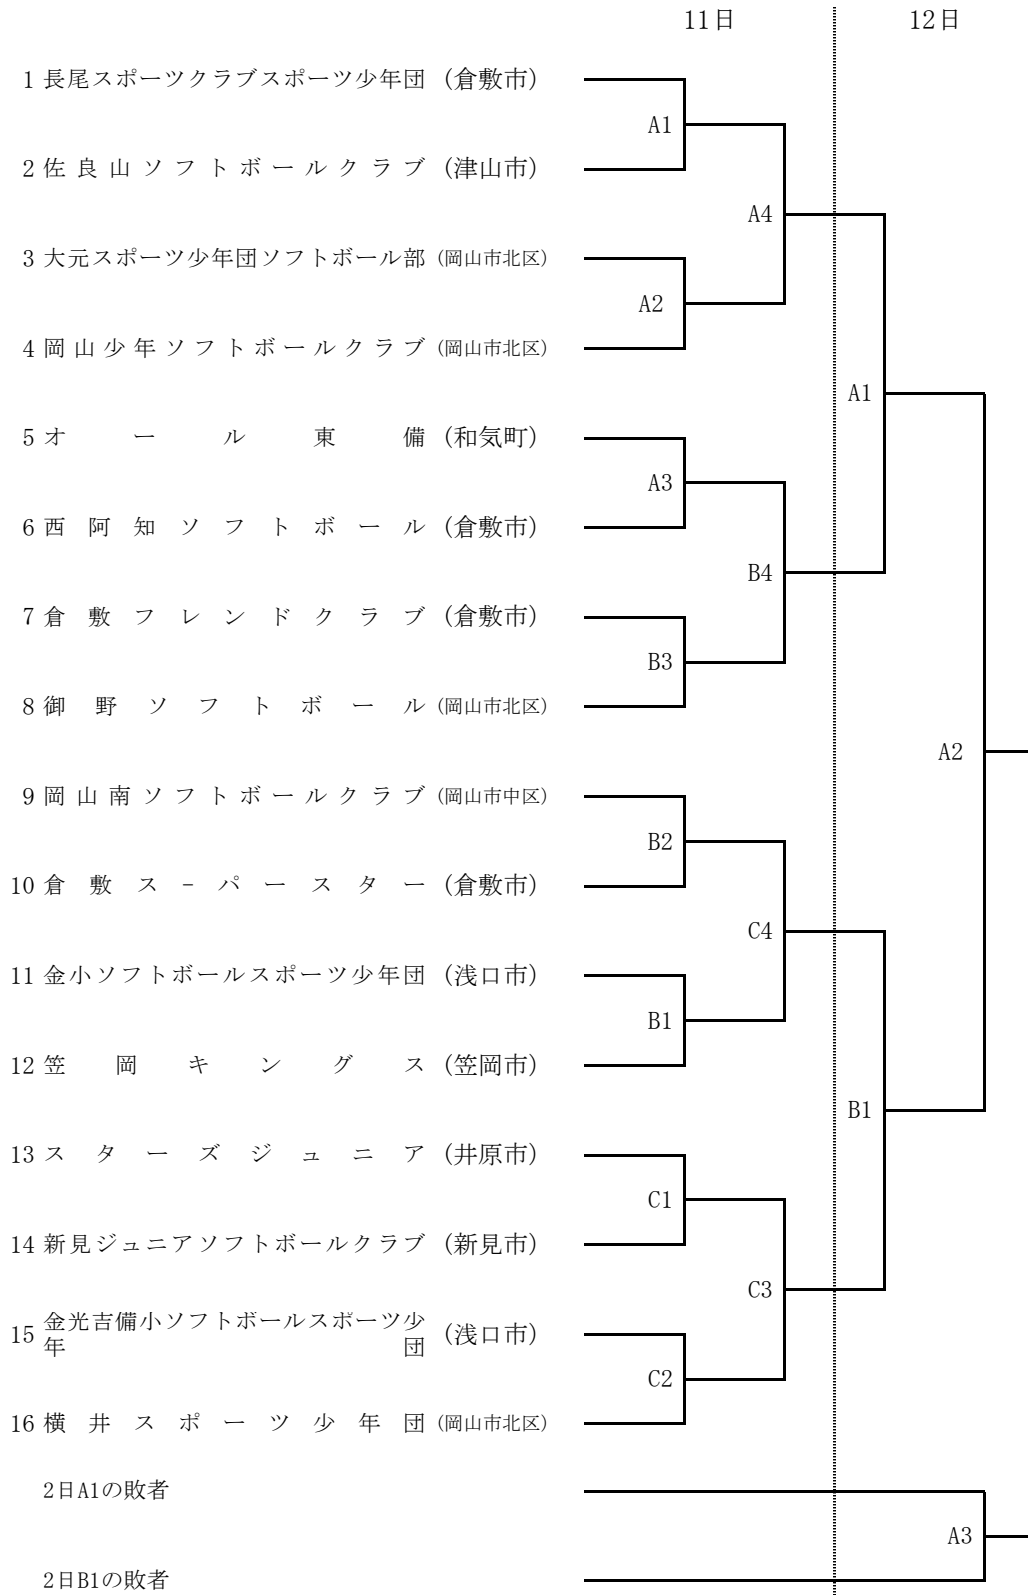 11日 12日
1 長尾スポーツクラブスポーツ少年団 (倉敷市)
A1
2 佐良山ソフトボールクラブ (津山市)
A4
3 大元スポーツ少年団ソフトボール部 (岡山市北区)
A2
4 岡山少年ソフトボールクラブ (岡山市北区)
A1
5 オール東備 (和気町)
A3
6 西阿知ソフトボール (倉敷市)
B4
7 倉敷フレンドクラブ (倉敷市)
B3
8 御野ソフトボール (岡山市北区)
A2
9 岡山南ソフトボールクラブ (岡山市中区)
B2
10 倉敷ス-パースター (倉敷市)
C4
11 金小ソフトボールスポーツ少年団 (浅口市)
B1
12 笠岡キングス (笠岡市)
B1
13 スターズジュニア (井原市)
C1
14 新見ジュニアソフトボールクラブ (新見市)
C3
15 金光吉備小ソフトボールスポーツ少
年団 (浅口市)
C2
16 横井スポーツ少年団 (岡山市北区)
2日A1の敗者
A3
2日B1の敗者